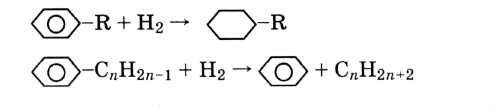 –R + H₂ → –R
–CₙH₂ₙ₋₁ + H₂ → + CₙH₂ₙ₊₂